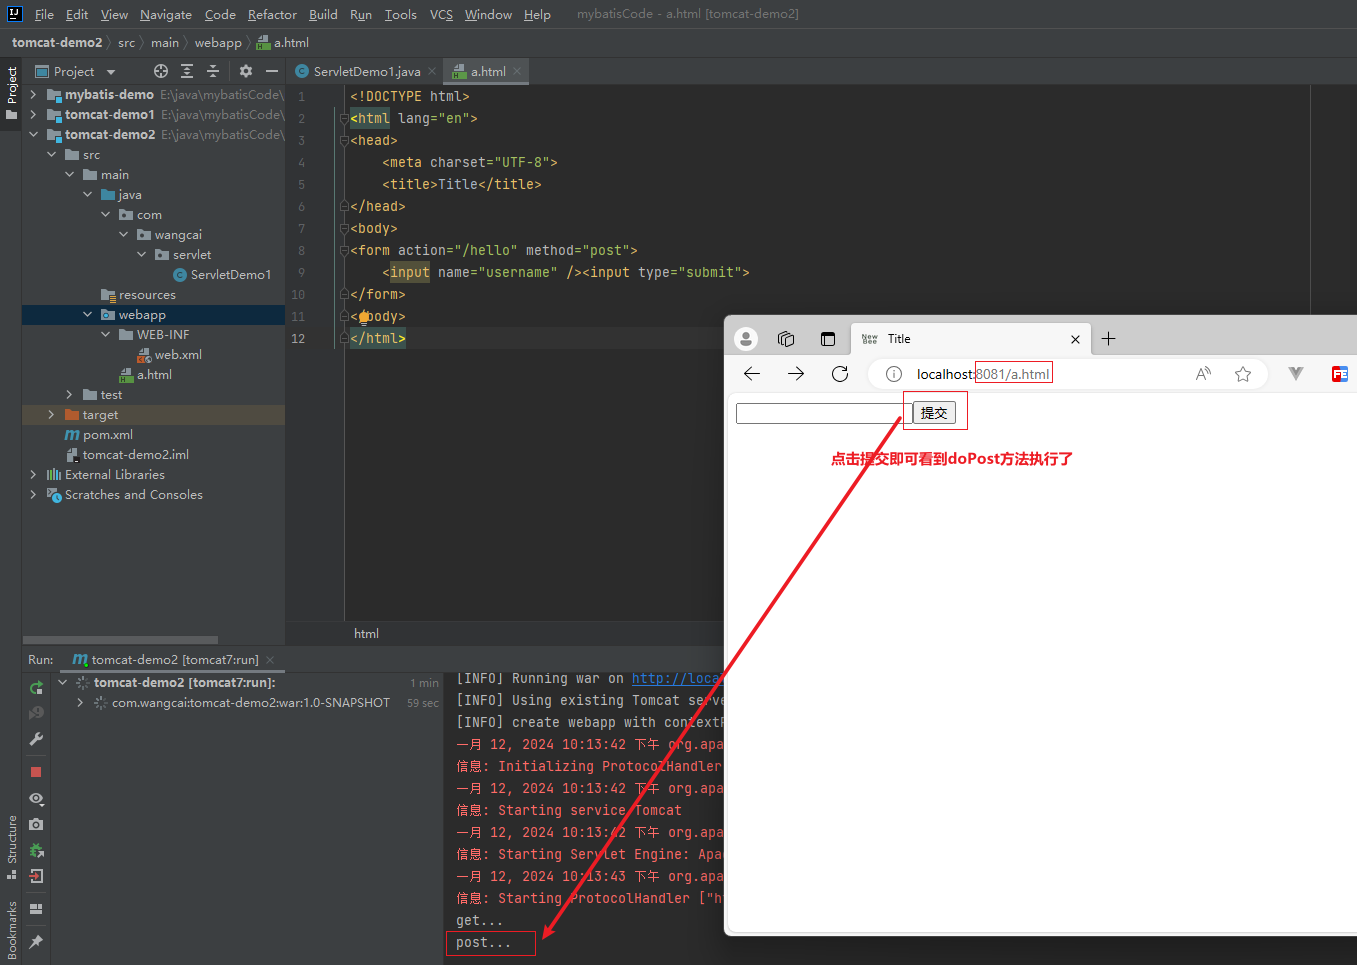 File Edit View Navigate Code Refactor Build Run Tools VCS Window Help mybatisCode - a.html [tomcat-demo2]
tomcat-demo2 src main webapp a.html
Project
Project
mybatis-demo E:\java\mybatisCode\
tomcat-demo1 E:\java\mybatisCode\
tomcat-demo2 E:\java\mybatisCode\
src
main
java
com
wangcai
servlet
ServletDemo1
resources
webapp
WEB-INF
web.xml
a.html
test
target
pom.xml
tomcat-demo2.iml
External Libraries
Scratches and Consoles
ServletDemo1.java a.html
1 <!DOCTYPE html>
2 <html lang="en">
3 <head>
4 <meta charset="UTF-8">
5 <title>Title</title>
6 </head>
7 <body>
8 <form action="/hello" method="post">
9 <input name="username" /><input type="submit">
10 </form>
11 </body>
12 </html>
html
New Bee Title
localhost:8081/a.html
提交
点击提交即可看到doPost方法执行了
Run: tomcat-demo2 [tomcat7:run]
tomcat-demo2 [tomcat7:run]: 1 min
com.wangcai:tomcat-demo2:war:1.0-SNAPSHOT 59 sec
[INFO] Running war on http://loca
[INFO] Using existing Tomcat serve
[INFO] create webapp with contextP
一月 12, 2024 10:13:42 下午 org.apa
信息: Initializing ProtocolHandler
一月 12, 2024 10:13:42 下午 org.apa
信息: Starting service Tomcat
一月 12, 2024 10:13:42 下午 org.apa
信息: Starting Servlet Engine: Apa
一月 12, 2024 10:13:43 下午 org.apa
信息: Starting ProtocolHandler ["h
get...
post...
Structure
Bookmarks